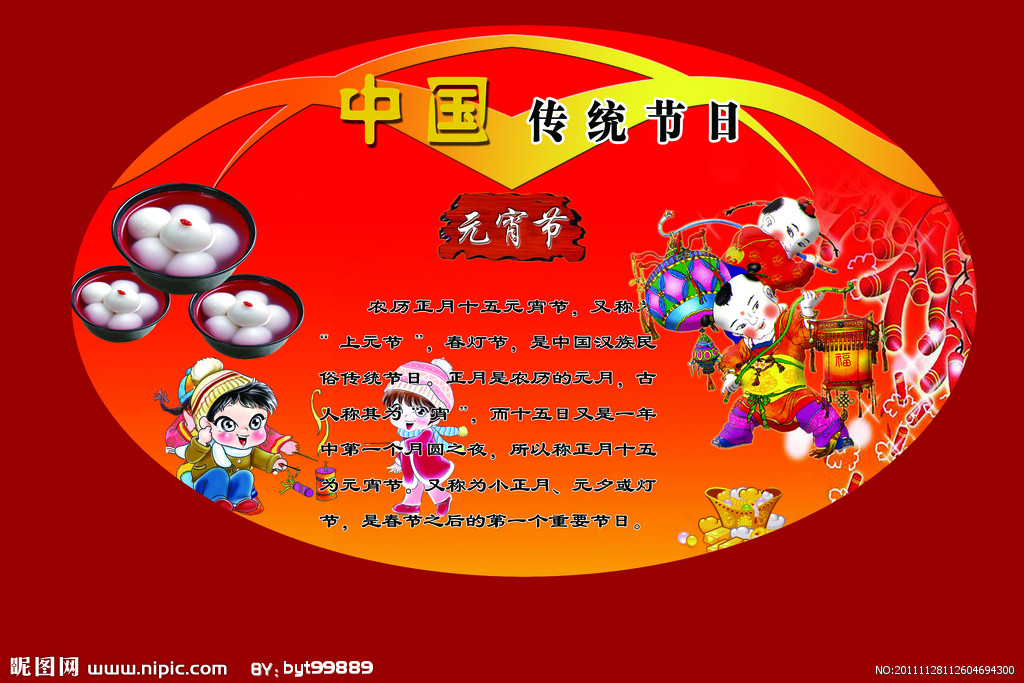 中国传统节日
元宵节
农历正月十五元宵节，又称为
“上元节”，春灯节，是中国汉族民
俗传统节日。正月是农历的元月，古
人称其为“宵”，而十五日又是一年
中第一个月圆之夜，所以称正月十五
为元宵节。又称为小正月、元夕或灯
节，是春节之后的第一个重要节日。
福
昵图网 www.nipic.com BY: byt99889
NO:20111128112604694300